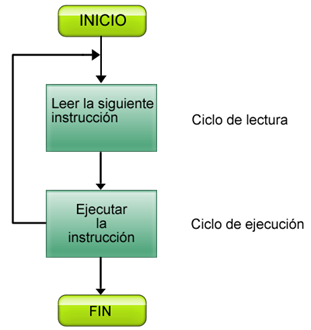 INICIO
Leer la siguiente
instrucción
Ciclo de lectura
Ejecutar
la
instrucción
Ciclo de ejecución
FIN